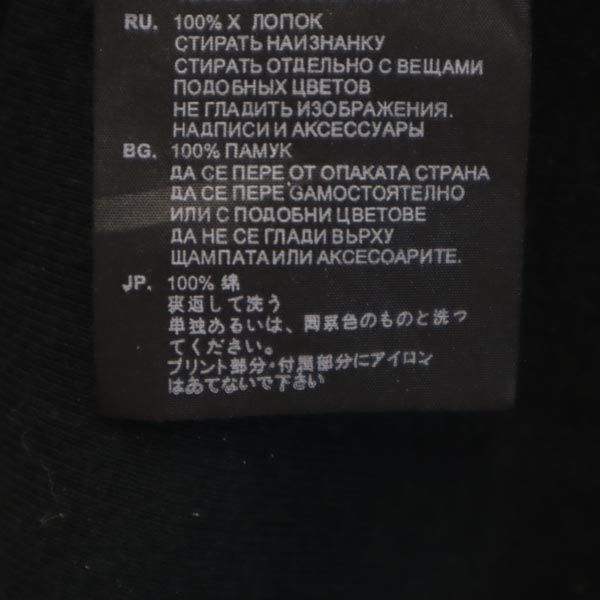 RU. 100% X ЛОПОК
СТИРАТЬ НАИЗНАНКУ
СТИРАТЬ ОТДЕЛЬНО С ВЕЩАМИ
ПОДОБНЫХ ЦВЕТОВ
НЕ ГЛАДИТЬ ИЗОБРАЖЕНИЯ.
НАДПИСИ И АКСЕССУАРЫ
BG. 100% ПАМУК
ДА СЕ ПЕРЕ ОТ ОПАКАТА СТРАНА
ДА СЕ ПЕРЕ GАМОСТОЯТЕЛНО
ИЛИ С ПОДОБНИ ЦВЕТОВЕ
ДА НЕ СЕ ГЛАДИ ВЬРХУ
ЩАМПАТА ИЛИ АКСЕСОАРИТЕ.
JP. 100% 綿
裏返して洗う
単独あるいは、同系色のものと洗っ
てください。
プリント部分・付属部分にアイロン
はあてないで下さい